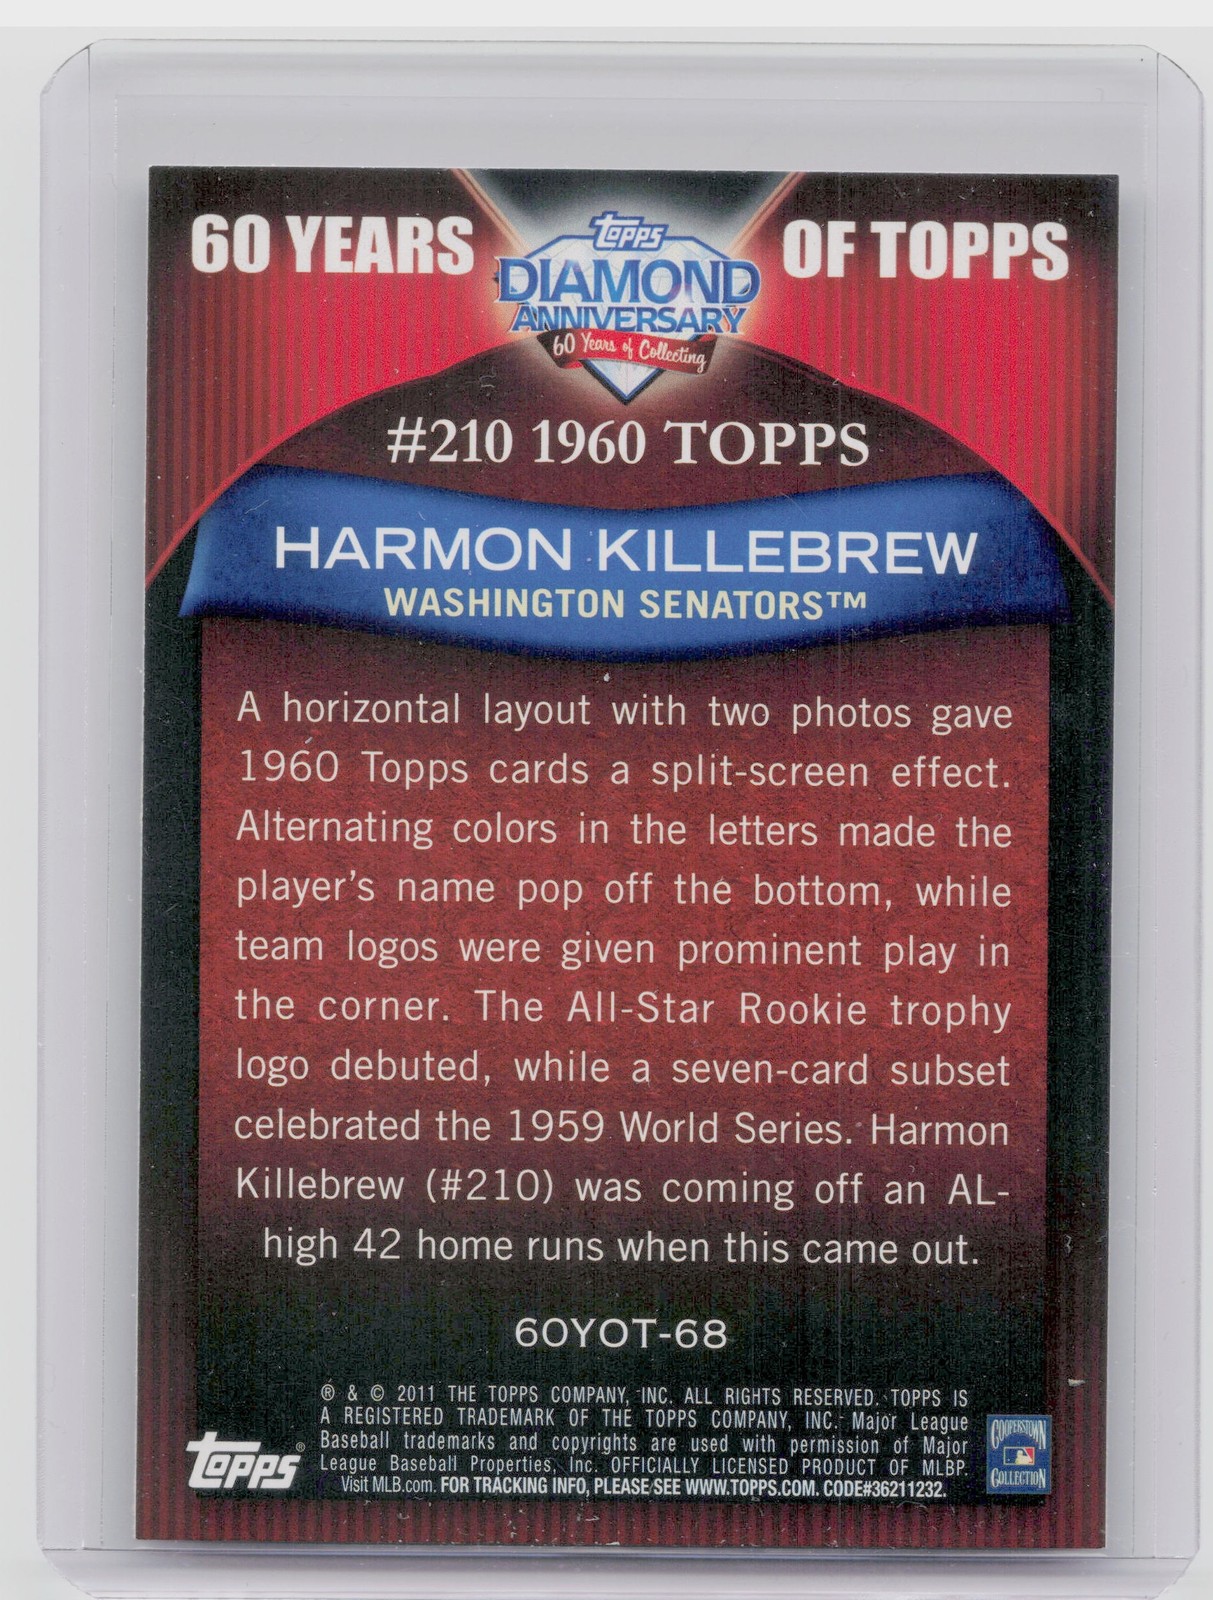 60 YEARS OF TOPPS
Topps
DIAMOND
ANNIVERSARY
60 Years of Collecting
#210 1960 TOPPS
HARMON KILLEBREW
WASHINGTON SENATORS™
A horizontal layout with two photos gave
1960 Topps cards a split-screen effect.
Alternating colors in the letters made the
player's name pop off the bottom, while
team logos were given prominent play in
the corner. The All-Star Rookie trophy
logo debuted, while a seven-card subset
celebrated the 1959 World Series. Harmon
Killebrew (#210) was coming off an AL-
high 42 home runs when this came out.
60YOT-68
® & © 2011 THE TOPPS COMPANY, INC. ALL RIGHTS RESERVED. TOPPS IS
A REGISTERED TRADEMARK OF THE TOPPS COMPANY, INC. Major League
Baseball trademarks and copyrights are used with permission of Major
League Baseball Properties, Inc. OFFICIALLY LICENSED PRODUCT OF MLBP.
Visit MLB.com. FOR TRACKING INFO, PLEASE SEE WWW.TOPPS.COM. CODE#36211232.
Topps®
COOPERSTOWN
COLLECTION